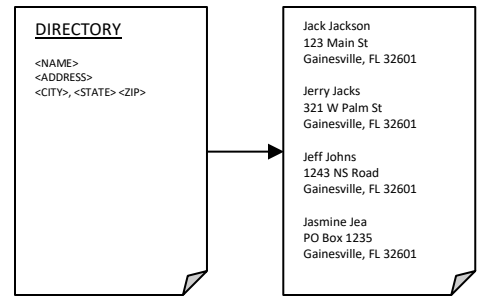 DIRECTORY
<NAME>
<ADDRESS>
<CITY>, <STATE> <ZIP>
Jack Jackson
123 Main St
Gainesville, FL 32601
Jerry Jacks
321 W Palm St
Gainesville, FL 32601
Jeff Johns
1243 NS Road
Gainesville, FL 32601
Jasmine Jea
PO Box 1235
Gainesville, FL 32601